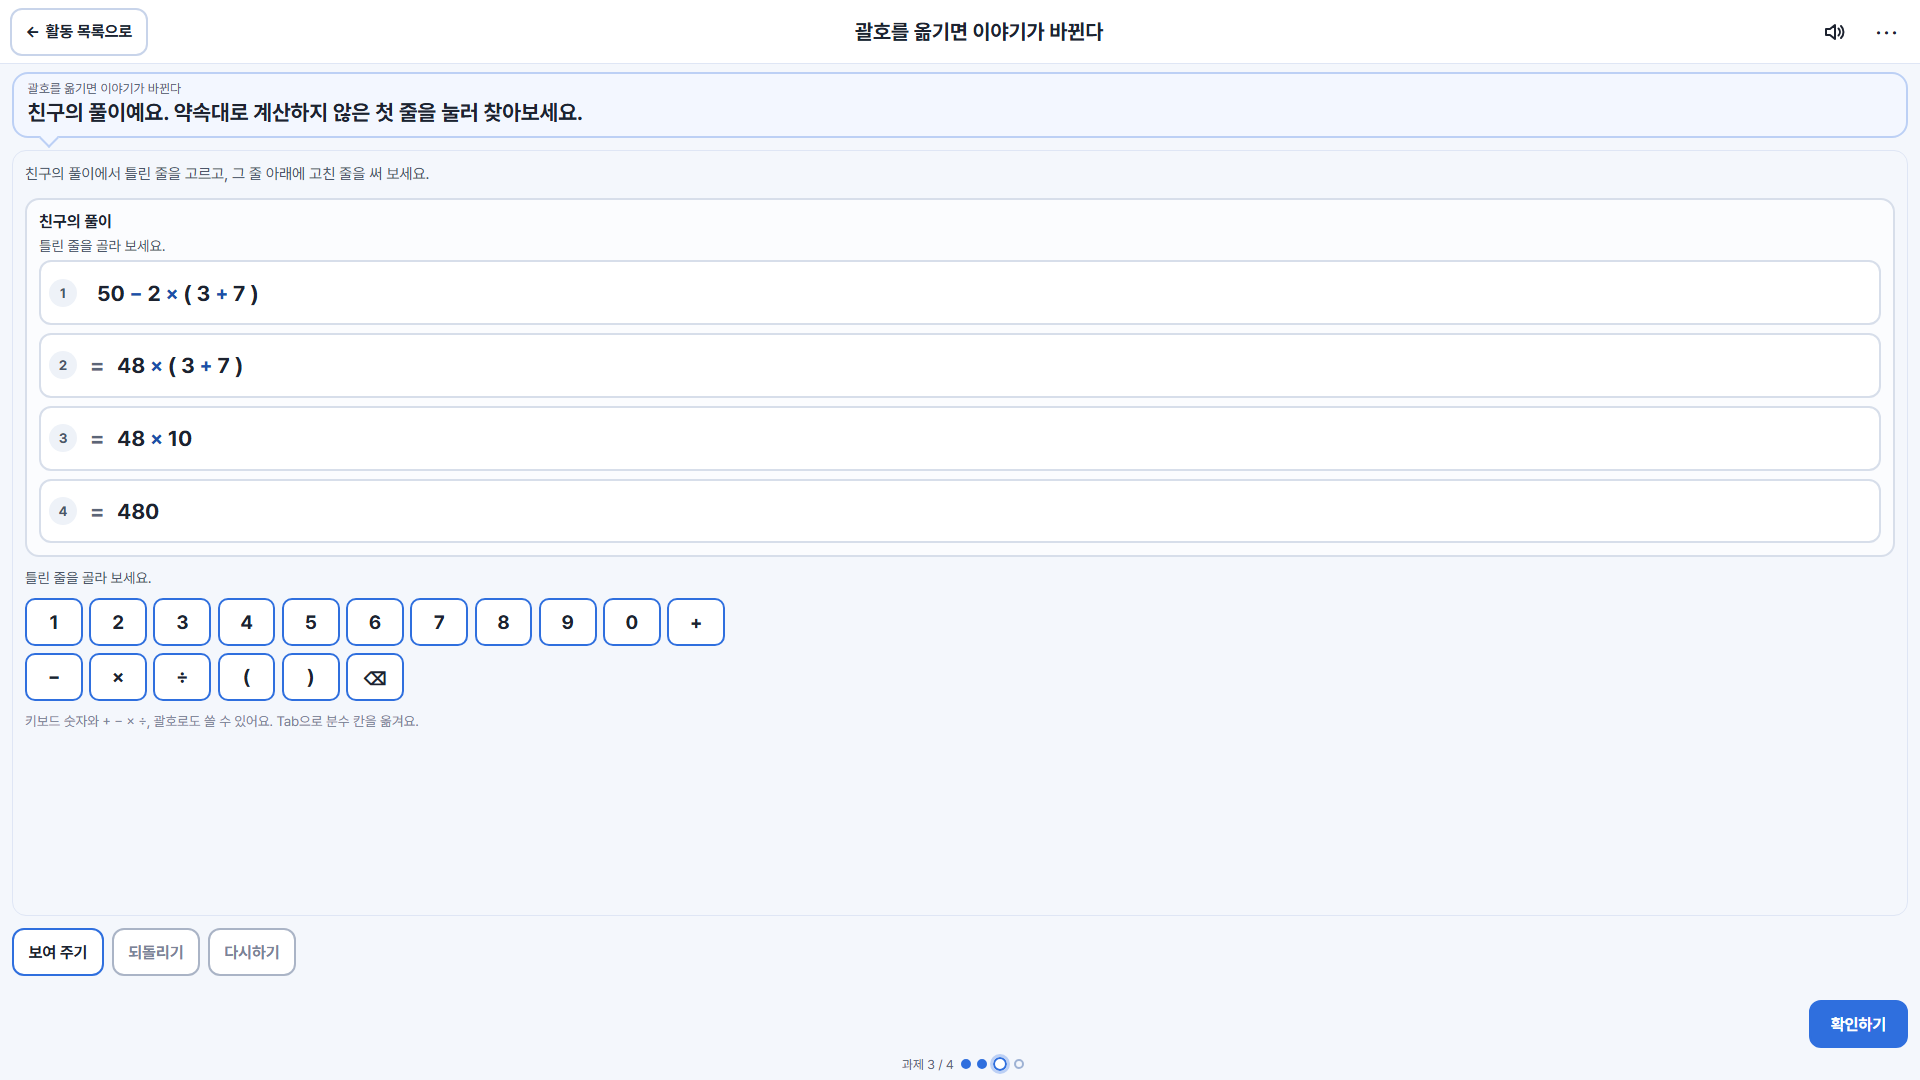 ← 활동 목록으로
괄호를 옮기면 이야기가 바뀐다
괄호를 옮기면 이야기가 바뀐다
친구의 풀이예요. 약속대로 계산하지 않은 첫 줄을 눌러 찾아보세요.
친구의 풀이에서 틀린 줄을 고르고, 그 줄 아래에 고친 줄을 써 보세요.
친구의 풀이
틀린 줄을 골라 보세요.
1 50 − 2 × ( 3 + 7 )
2 = 48 × ( 3 + 7 )
3 = 48 × 10
4 = 480
틀린 줄을 골라 보세요.
1 2 3 4 5 6 7 8 9 0 +
− × ÷ ( ) ⌫
키보드 숫자와 + − × ÷, 괄호로도 쓸 수 있어요. Tab으로 분수 칸을 옮겨요.
보여 주기 되돌리기 다시하기
확인하기
과제 3 / 4